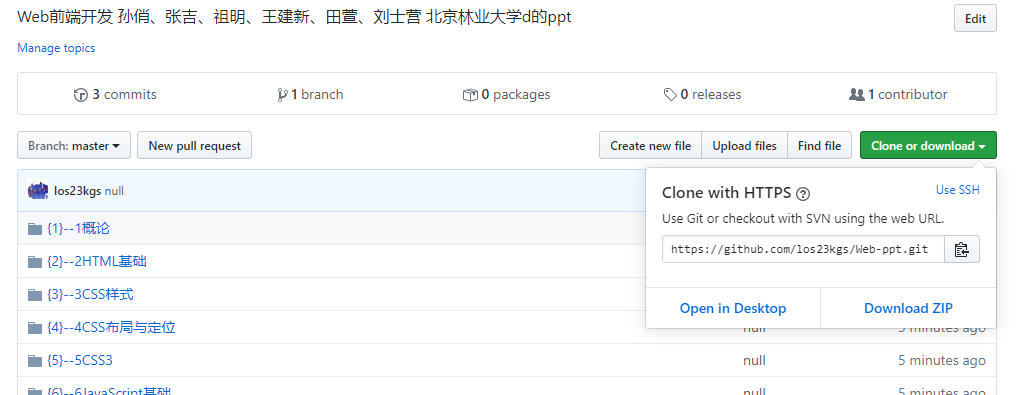 Web前端开发 孙俏、张吉、祖明、王建新、田萱、刘士营 北京林业大学d的ppt
Edit
Manage topics
3 commits
1 branch
0 packages
0 releases
1 contributor
Branch: master
New pull request
Create new file
Upload files
Find file
Clone or download
los23kgs null
Clone with HTTPS
Use SSH
Use Git or checkout with SVN using the web URL.
https://github.com/los23kgs/Web-ppt.git
Open in Desktop
Download ZIP
{1}--1概论
{2}--2HTML基础
{3}--3CSS样式
{4}--4CSS布局与定位
null
5 minutes ago
{5}--5CSS3
null
5 minutes ago
{6}--6JavaScript基础
null
5 minutes ago